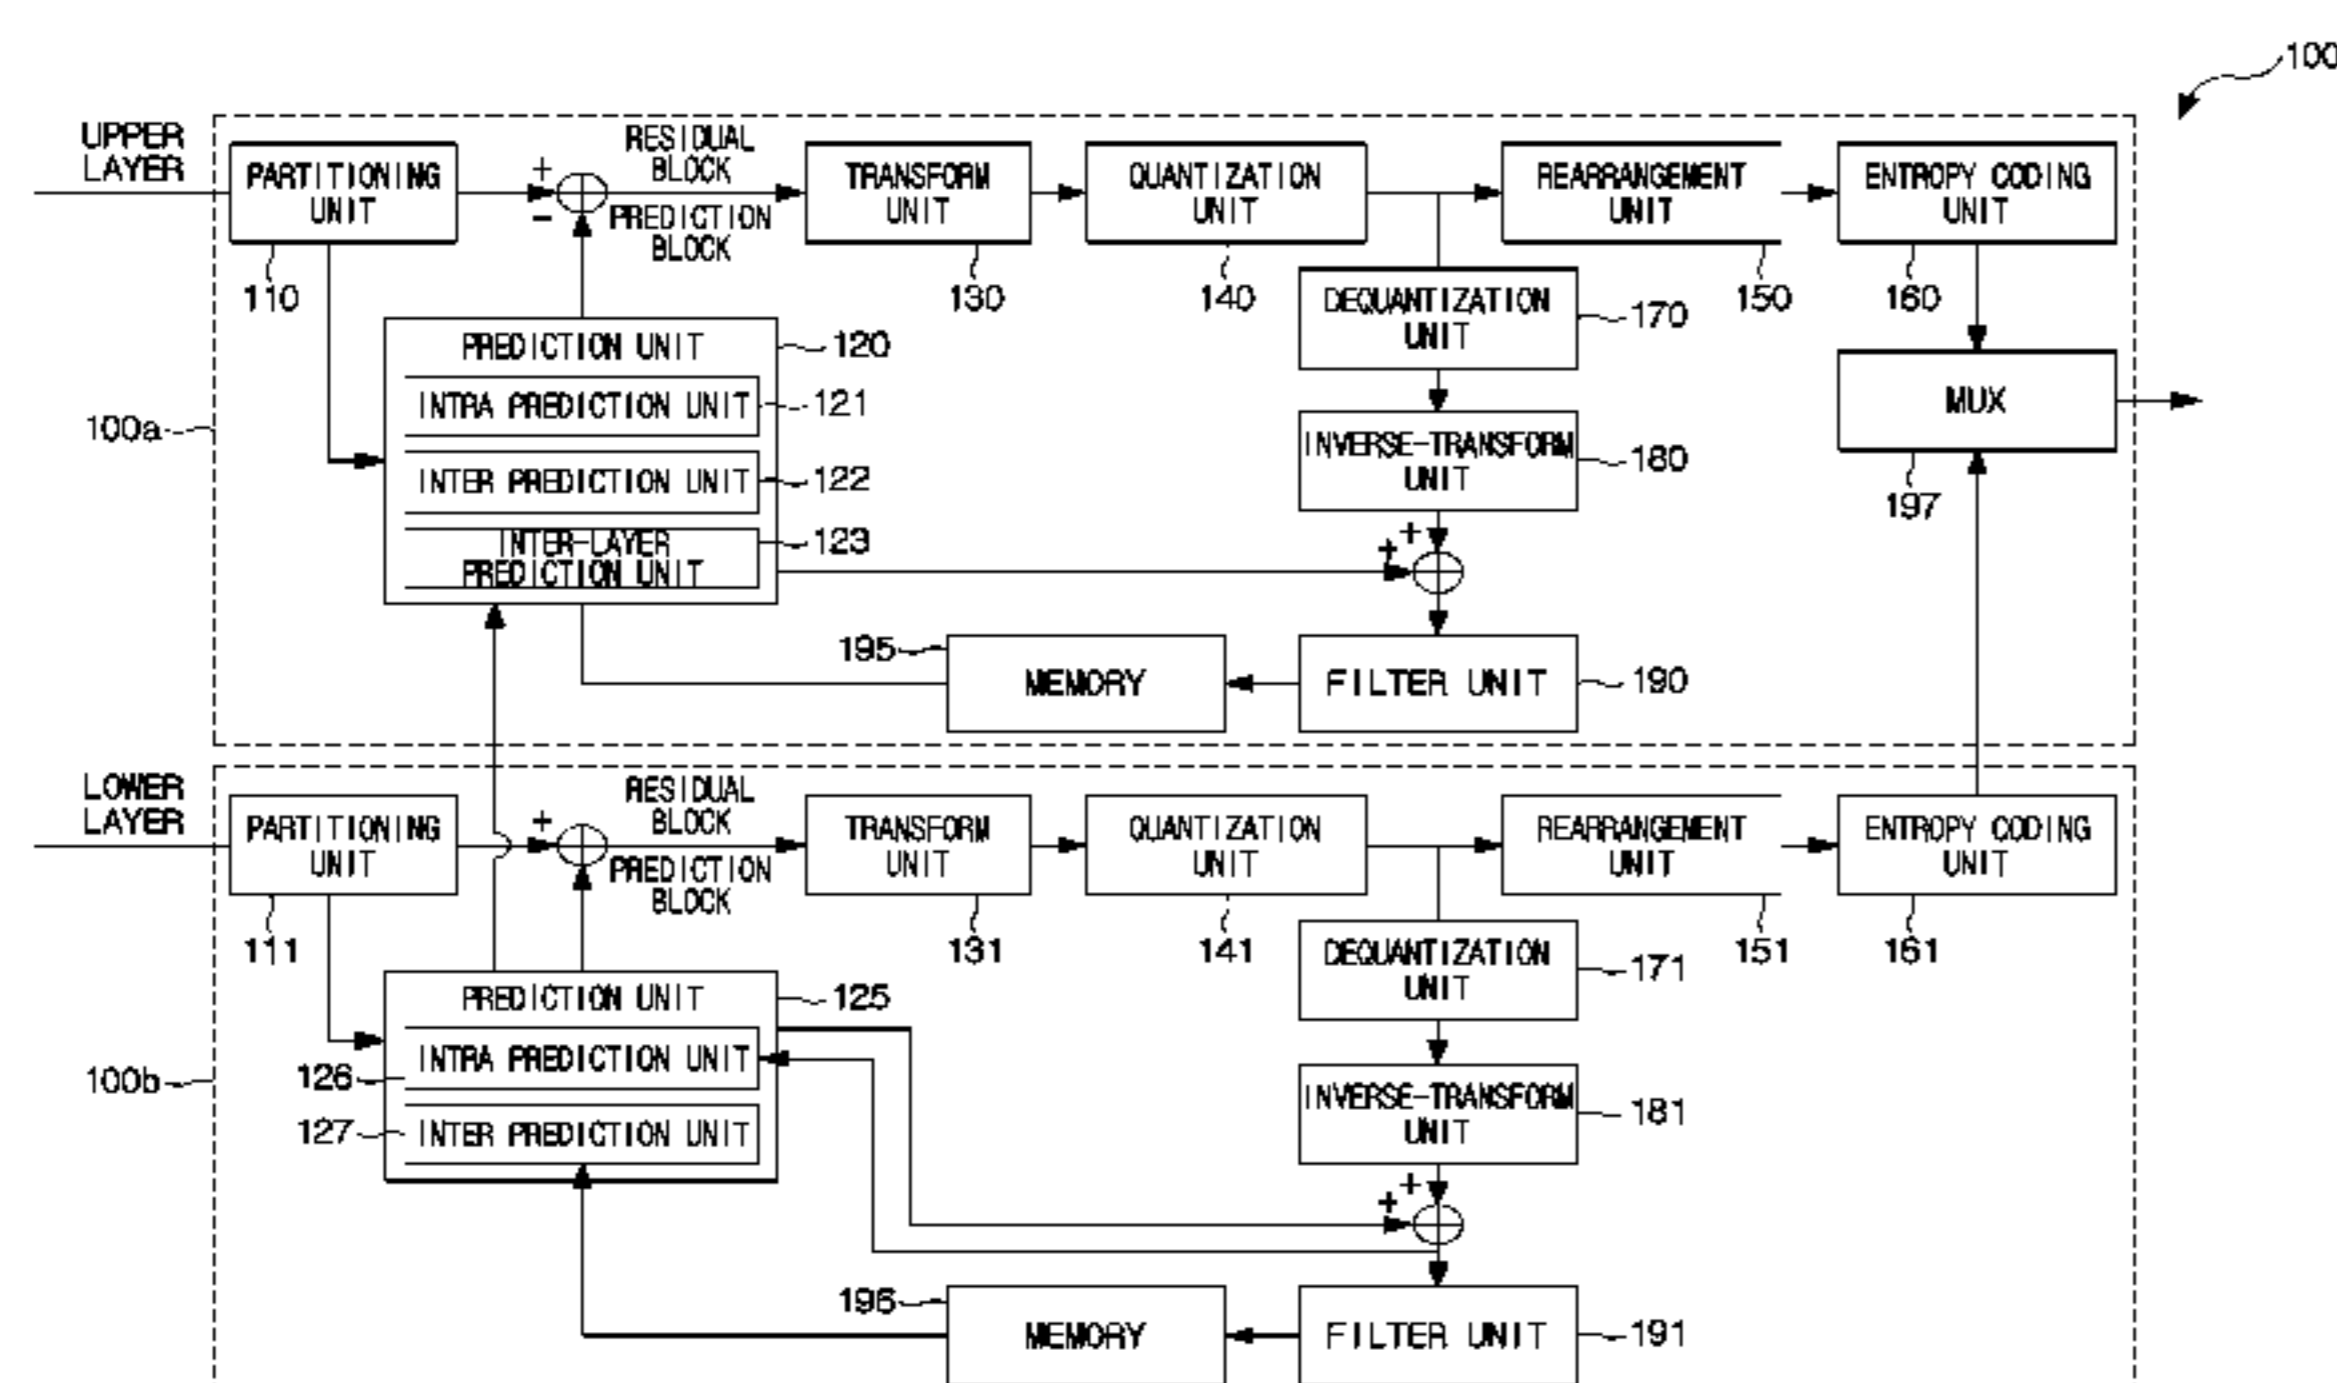 100
UPPER
LAYER
PARTITIONING
UNIT
110
+
−
RESIDUAL
BLOCK
PREDICTION
BLOCK
TRANSFORM
UNIT
130
QUANTIZATION
UNIT
140
REARRANGEMENT
UNIT
150
ENTROPY CODING
UNIT
160
DEQUANTIZATION
UNIT
170
PREDICTION UNIT
120
INTRA PREDICTION UNIT
121
INTER PREDICTION UNIT
122
INTER-LAYER
PREDICTION UNIT
123
100a
INVERSE-TRANSFORM
UNIT
180
MUX
197
+
+
195
MEMORY
FILTER UNIT
190
LOWER
LAYER
PARTITIONING
UNIT
111
+
RESIDUAL
BLOCK
PREDICTION
BLOCK
TRANSFORM
UNIT
131
QUANTIZATION
UNIT
141
REARRANGEMENT
UNIT
151
ENTROPY CODING
UNIT
161
DEQUANTIZATION
UNIT
171
PREDICTION UNIT
125
INTRA PREDICTION UNIT
126
INTER PREDICTION UNIT
127
100b
INVERSE-TRANSFORM
UNIT
181
+
+
196
MEMORY
FILTER UNIT
191